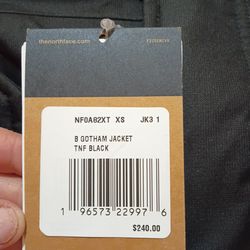 thenorthface.com
NF0A82XT XS JK3 1
B GOTHAM JACKET
TNF BLACK
1 96573 22997 6
$240.00